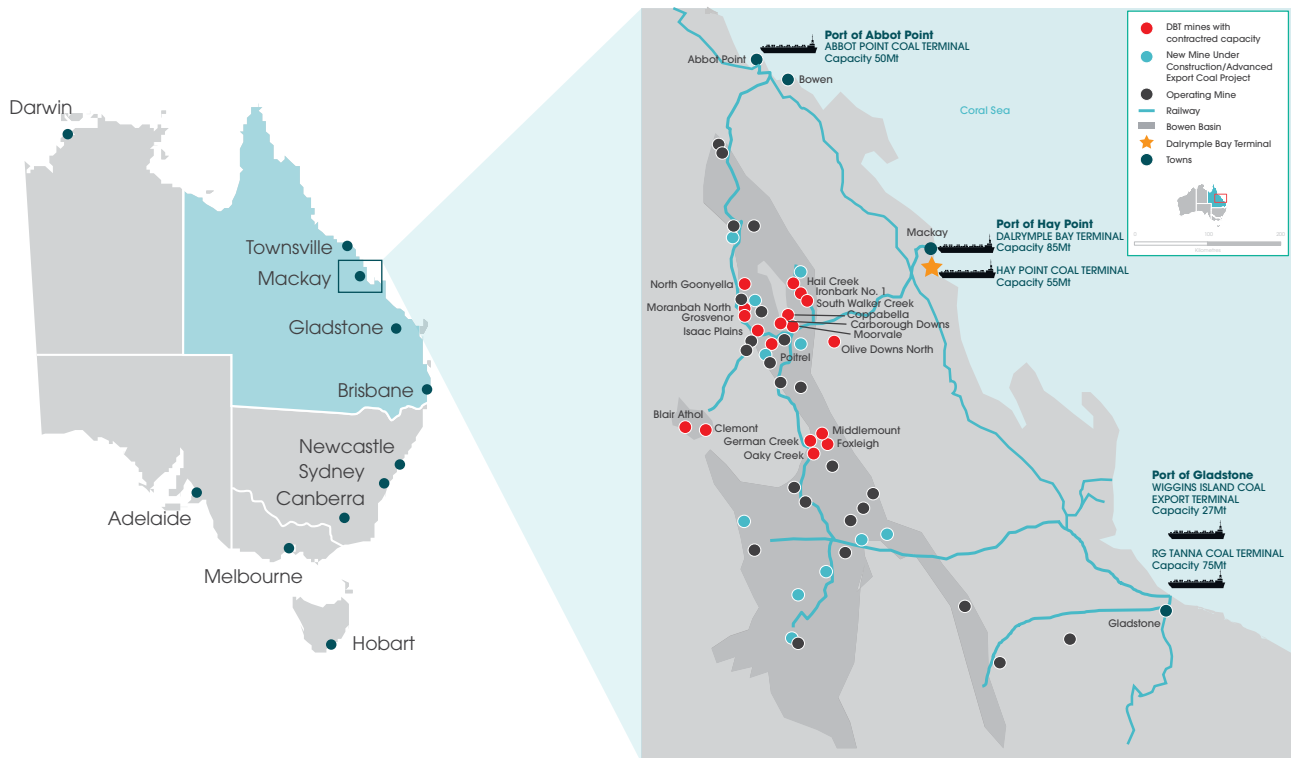 Darwin
Townsville
Mackay
Gladstone
Brisbane
Newcastle
Sydney
Canberra
Adelaide
Melbourne
Hobart
Port of Abbot Point
ABBOT POINT COAL TERMINAL
Capacity 50Mt
Abbot Point
Bowen
Coral Sea
DBT mines with
contracted capacity
New Mine Under
Construction/Advanced
Export Coal Project
Operating Mine
Railway
Bowen Basin
Dalrymple Bay Terminal
Towns
0
100
200
Kilometres
Mackay
Port of Hay Point
DALRYMPLE BAY TERMINAL
Capacity 85Mt
HAY POINT COAL TERMINAL
Capacity 55Mt
North Goonyella
Hail Creek
Ironbark No. 1
South Walker Creek
Moranbah North
Grosvenor
Coppabella
Carborough Downs
Moorvale
Isaac Plains
Olive Downs North
Poitrel
Blair Athol
Clemont
Middlemount
German Creek
Foxleigh
Oaky Creek
Port of Gladstone
WIGGINS ISLAND COAL
EXPORT TERMINAL
Capacity 27Mt
RG TANNA COAL TERMINAL
Capacity 75Mt
Gladstone